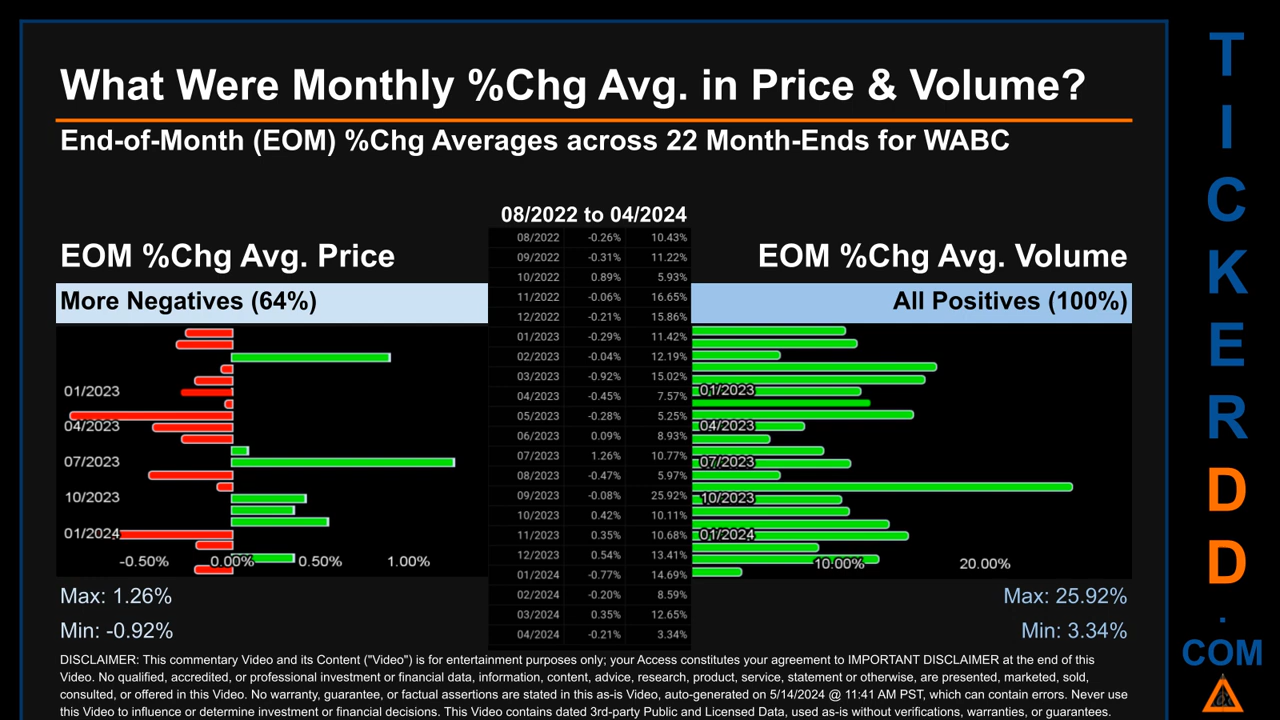 What Were Monthly %Chg Avg. in Price & Volume?
End-of-Month (EOM) %Chg Averages across 22 Month-Ends for WABC
08/2022 to 04/2024
EOM %Chg Avg. Price
EOM %Chg Avg. Volume
More Negatives (64%)
All Positives (100%)
08/2022 -0.26% 10.43%
09/2022 -0.31% 11.22%
10/2022 0.89% 5.93%
11/2022 -0.06% 16.65%
12/2022 -0.21% 15.86%
01/2023 -0.29% 11.42%
02/2023 -0.04% 12.19%
03/2023 -0.92% 15.02%
04/2023 -0.45% 7.57%
05/2023 -0.28% 5.25%
06/2023 0.09% 8.93%
07/2023 1.26% 10.77%
08/2023 -0.47% 5.97%
09/2023 -0.08% 25.92%
10/2023 0.42% 10.11%
11/2023 0.35% 10.68%
12/2023 0.54% 13.41%
01/2024 -0.77% 14.69%
02/2024 -0.20% 8.59%
03/2024 0.35% 12.65%
04/2024 -0.21% 3.34%
01/2023
04/2023
07/2023
10/2023
01/2024
-0.50% 0.00% 0.50% 1.00%
01/2023
04/2023
07/2023
10/2023
01/2024
10.00% 20.00%
Max: 1.26%
Min: -0.92%
Max: 25.92%
Min: 3.34%
DISCLAIMER: This commentary Video and its Content ("Video") is for entertainment purposes only; your Access constitutes your agreement to IMPORTANT DISCLAIMER at the end of this
Video. No qualified, accredited, or professional investment or financial data, information, content, advice, research, product, service, statement or otherwise, are presented, marketed, sold,
consulted, or offered in this Video. No warranty, guarantee, or factual assertions are stated in this as-is Video, auto-generated on 5/14/2024 @ 11:41 AM PST, which can contain errors. Never use
this Video to influence or determine investment or financial decisions. This Video contains dated 3rd-party Public and Licensed Data, used as-is without verifications, warranties, or guarantees.
T
I
C
K
E
R
D
D
.
COM